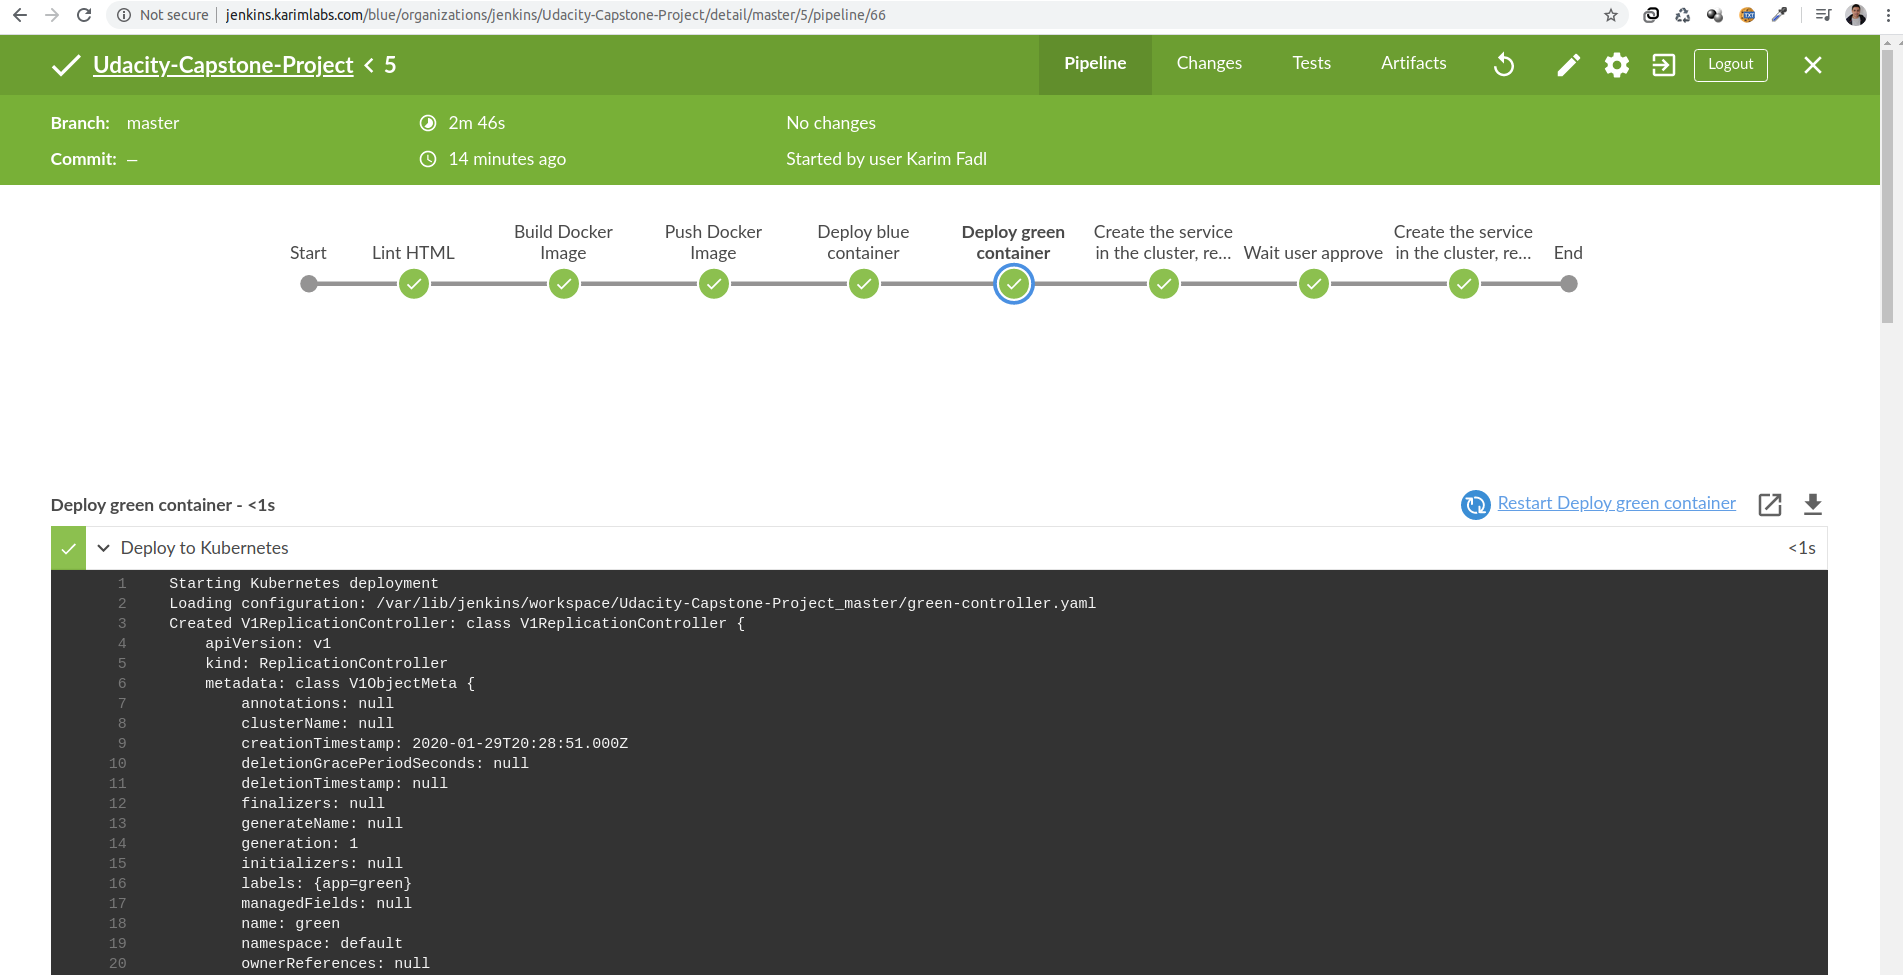 Not secure | jenkins.karimlabs.com/blue/organizations/jenkins/Udacity-Capstone-Project/detail/master/5/pipeline/66
Udacity-Capstone-Project < 5
Pipeline
Changes
Tests
Artifacts
Logout
Branch: master
2m 46s
No changes
Commit: —
14 minutes ago
Started by user Karim Fadl
Start
Lint HTML
Build Docker
Image
Push Docker
Image
Deploy blue
container
Deploy green
container
Create the service
in the cluster, re...
Wait user approve
Create the service
in the cluster, re...
End
Deploy green container - <1s
Restart Deploy green container
Deploy to Kubernetes
<1s
1 Starting Kubernetes deployment
2 Loading configuration: /var/lib/jenkins/workspace/Udacity-Capstone-Project_master/green-controller.yaml
3 Created V1ReplicationController: class V1ReplicationController {
4 apiVersion: v1
5 kind: ReplicationController
6 metadata: class V1ObjectMeta {
7 annotations: null
8 clusterName: null
9 creationTimestamp: 2020-01-29T20:28:51.000Z
10 deletionGracePeriodSeconds: null
11 deletionTimestamp: null
12 finalizers: null
13 generateName: null
14 generation: 1
15 initializers: null
16 labels: {app=green}
17 managedFields: null
18 name: green
19 namespace: default
20 ownerReferences: null